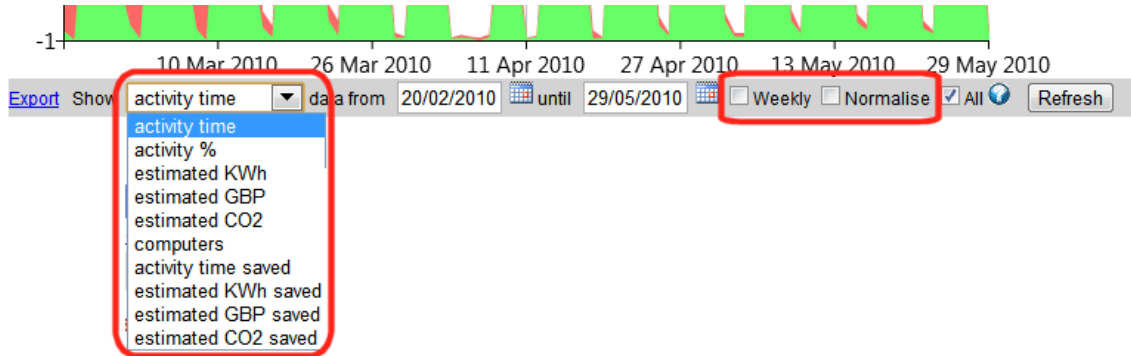 -1
10 Mar 2010 26 Mar 2010 11 Apr 2010 27 Apr 2010 13 May 2010 29 May 2010
Export Show activity time data from 20/02/2010 until 29/05/2010 Weekly Normalise All Refresh
activity time
activity %
estimated KWh
estimated GBP
estimated CO2
computers
activity time saved
estimated KWh saved
estimated GBP saved
estimated CO2 saved